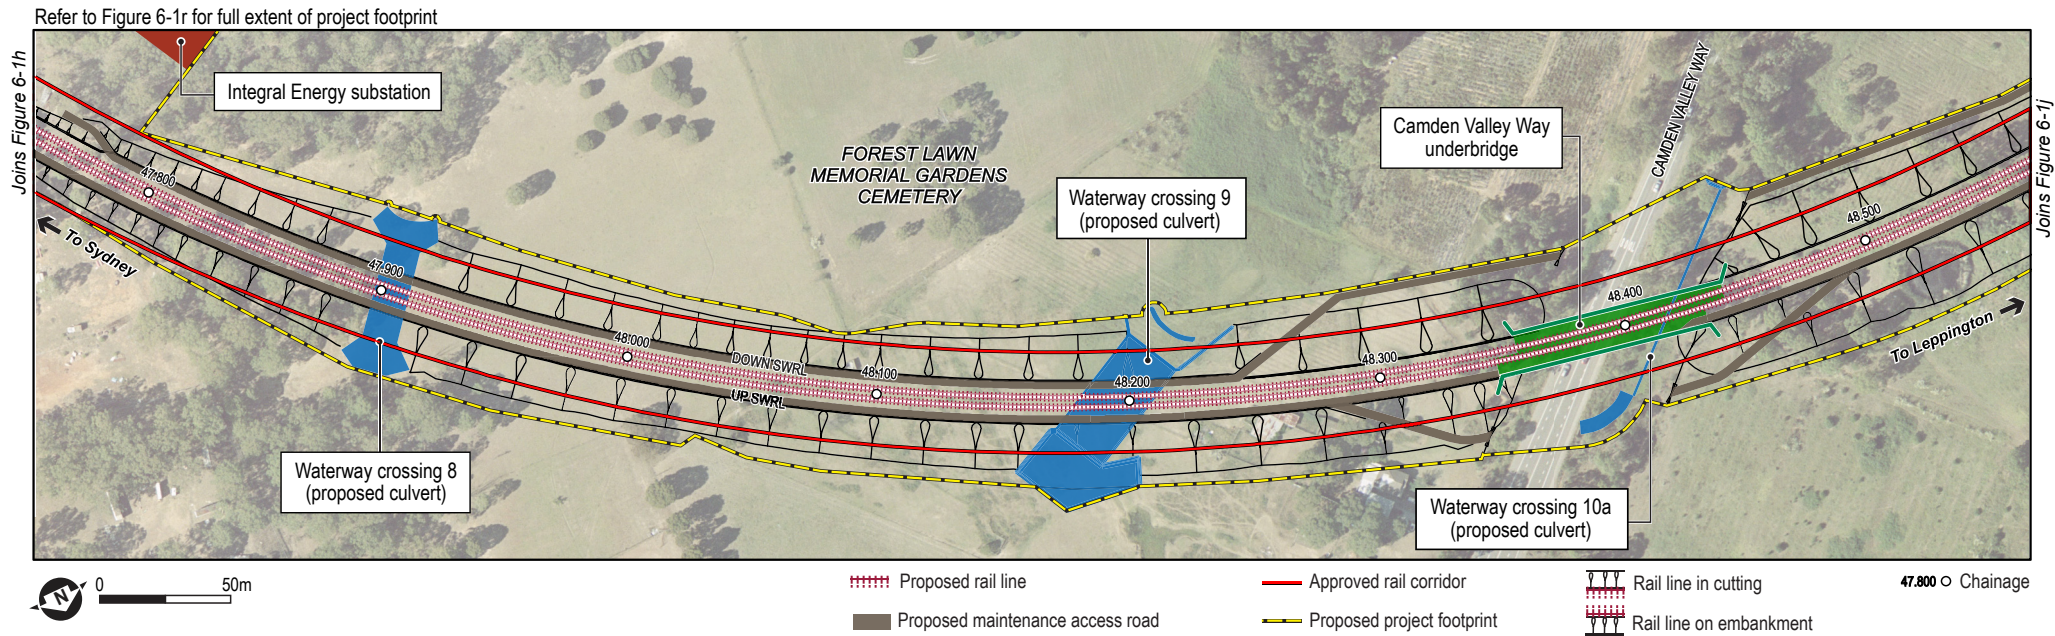 Refer to Figure 6-1r for full extent of project footprint
Joins Figure 6-1h
Integral Energy substation
47.800
To Sydney
47.900
Waterway crossing 8
(proposed culvert)
48.000
DOWN SWRL
UP SWRL
48.100
FOREST LAWN
MEMORIAL GARDENS
CEMETERY
Waterway crossing 9
(proposed culvert)
48.200
48.300
Camden Valley Way
underbridge
CAMDEN VALLEY WAY
48.400
Waterway crossing 10a
(proposed culvert)
48.500
To Leppington
Joins Figure 6-1j
N
0
50m
Proposed rail line
Proposed maintenance access road
Approved rail corridor
Proposed project footprint
Rail line in cutting
Rail line on embankment
47.800
Chainage